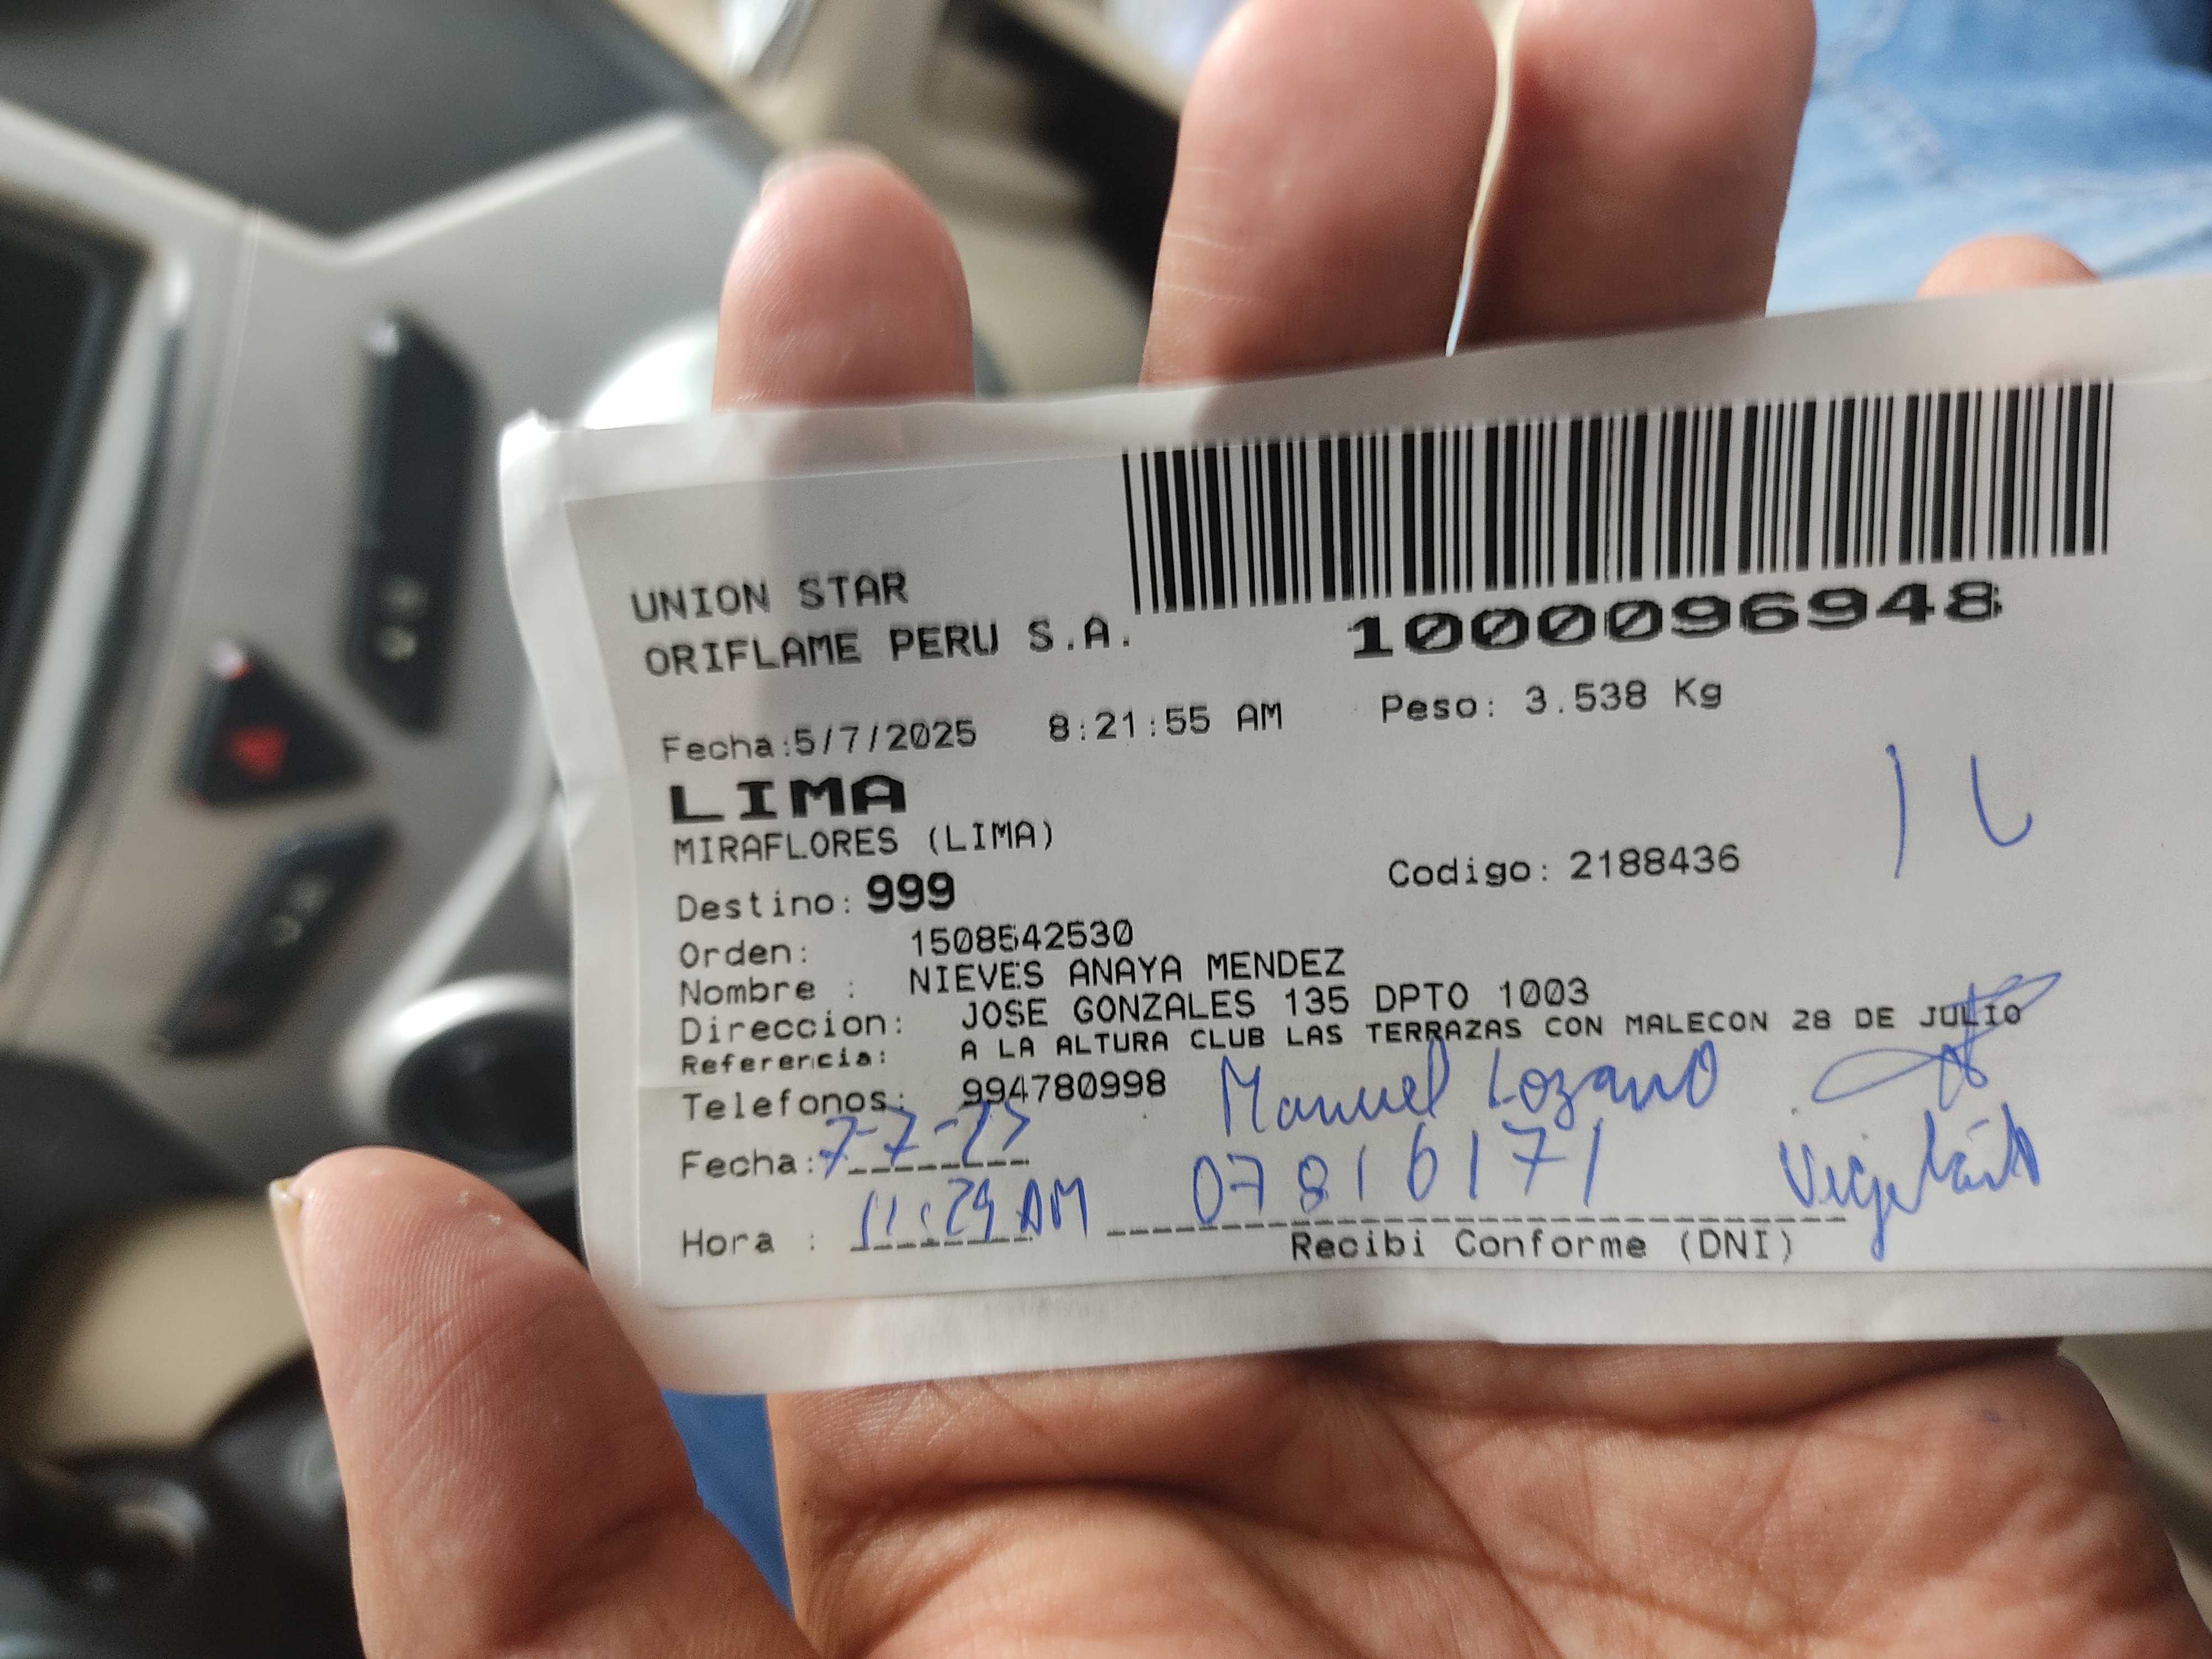 UNION STAR
ORIFLAME PERU S.A.
1000096948
Fecha:5/7/2025 8:21:55 AM Peso: 3.538 Kg
LIMA
MIRAFLORES (LIMA)
Destino: 999 Codigo: 2188436
Orden: 1508542530
Nombre : NIEVES ANAYA MENDEZ
Direccion: JOSE GONZALES 135 DPTO 1003
Referencia: A LA ALTURA CLUB LAS TERRAZAS CON MALECON 28 DE JULIO
Telefonos: 994780998 Manuel Lozano
Fecha: 7-7-25 07816171
Hora : 11:29 AM
Recibi Conforme (DNI)